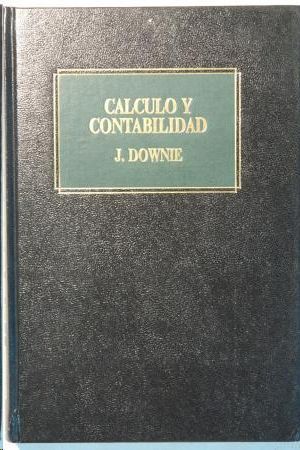 CALCULO Y
CONTABILIDAD
J. DOWNIE